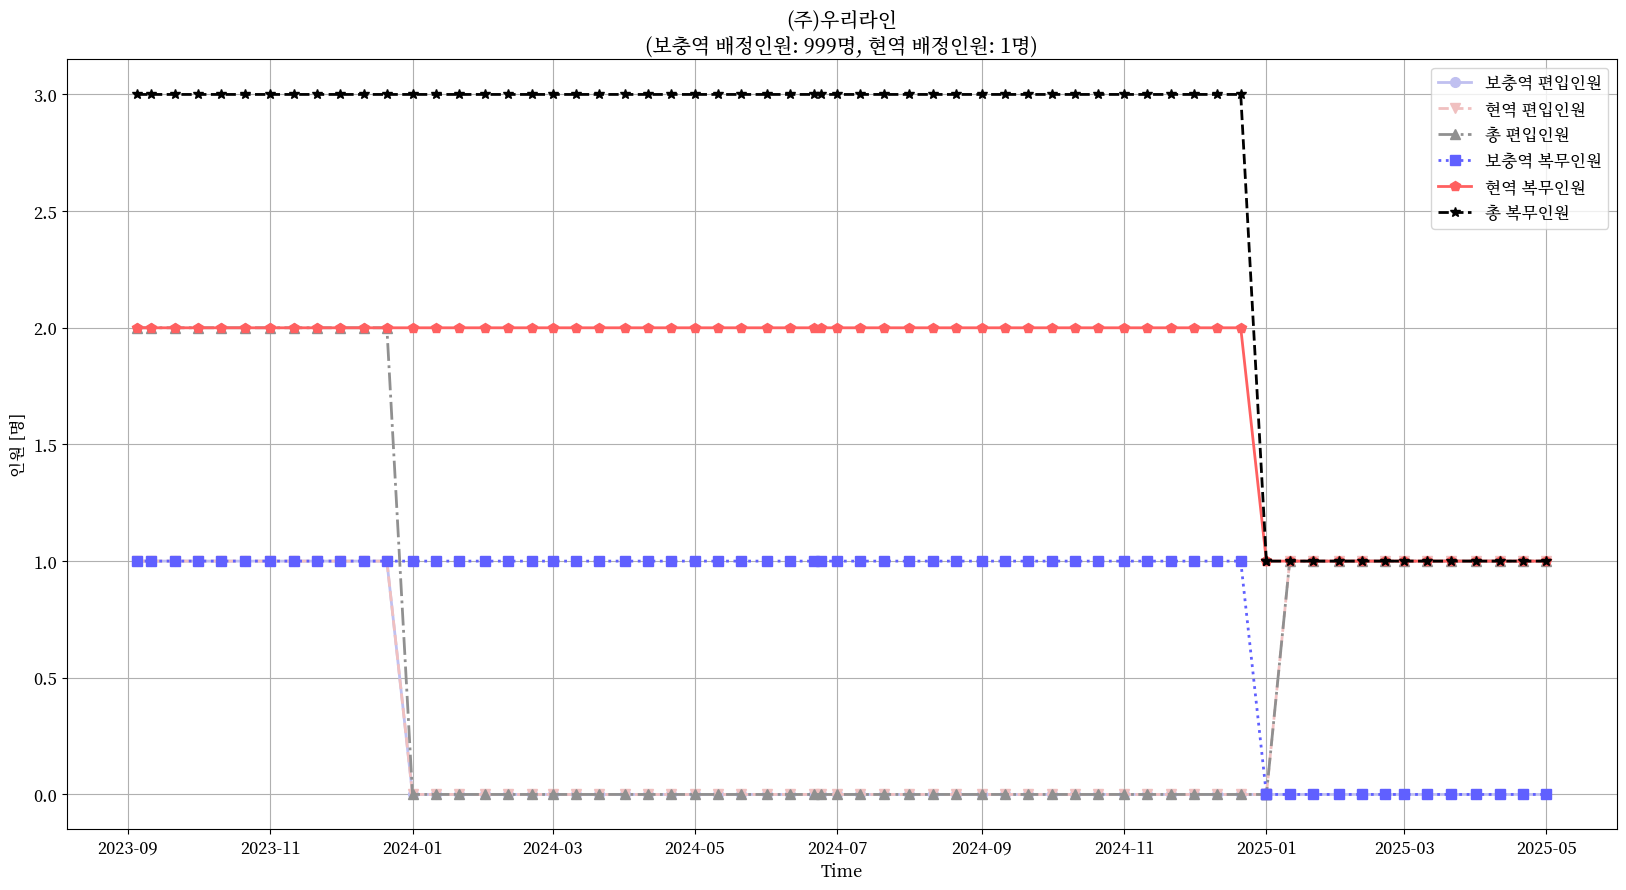 (주)우리라인
(보충역 배정인원: 999명, 현역 배정인원: 1명)
보충역 편입인원
현역 편입인원
총 편입인원
보충역 복무인원
현역 복무인원
총 복무인원
인원 [명]
3.0
2.5
2.0
1.5
1.0
0.5
0.0
2023-09 2023-11 2024-01 2024-03 2024-05 2024-07 2024-09 2024-11 2025-01 2025-03 2025-05
Time